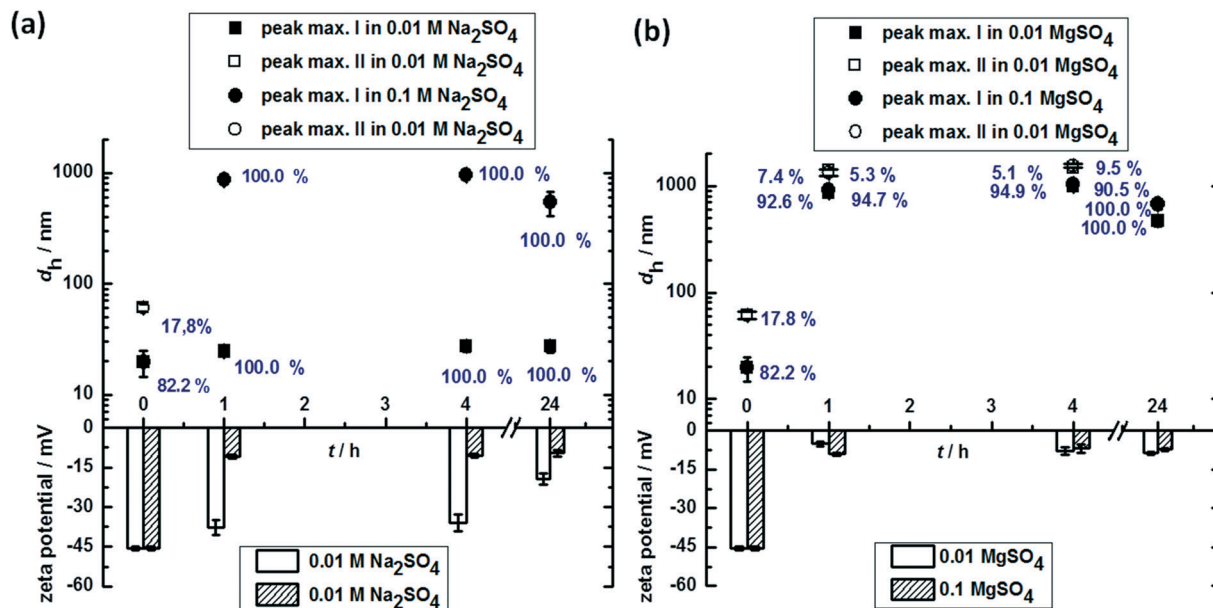 (a)
peak max. I in 0.01 M Na2SO4
peak max. II in 0.01 M Na2SO4
peak max. I in 0.1 M Na2SO4
peak max. II in 0.01 M Na2SO4
1000
100
10
dh / nm
100.0 %
100.0 %
100.0 %
17,8%
82.2 %
100.0 %
100.0 %
100.0 %
0 1 2 3 4 24
t / h
0
-15
-30
-45
-60
zeta potential / mV
0.01 M Na2SO4
0.01 M Na2SO4
(b)
peak max. I in 0.01 MgSO4
peak max. II in 0.01 MgSO4
peak max. I in 0.1 MgSO4
peak max. II in 0.01 MgSO4
1000
100
10
dh / nm
7.4 % 5.3 % 5.1 % 9.5 %
92.6 % 94.7 % 94.9 % 90.5 %
100.0 %
100.0 %
17.8 %
82.2 %
0 1 2 3 4 24
t / h
0
-15
-30
-45
-60
zeta potential / mV
0.01 MgSO4
0.1 MgSO4